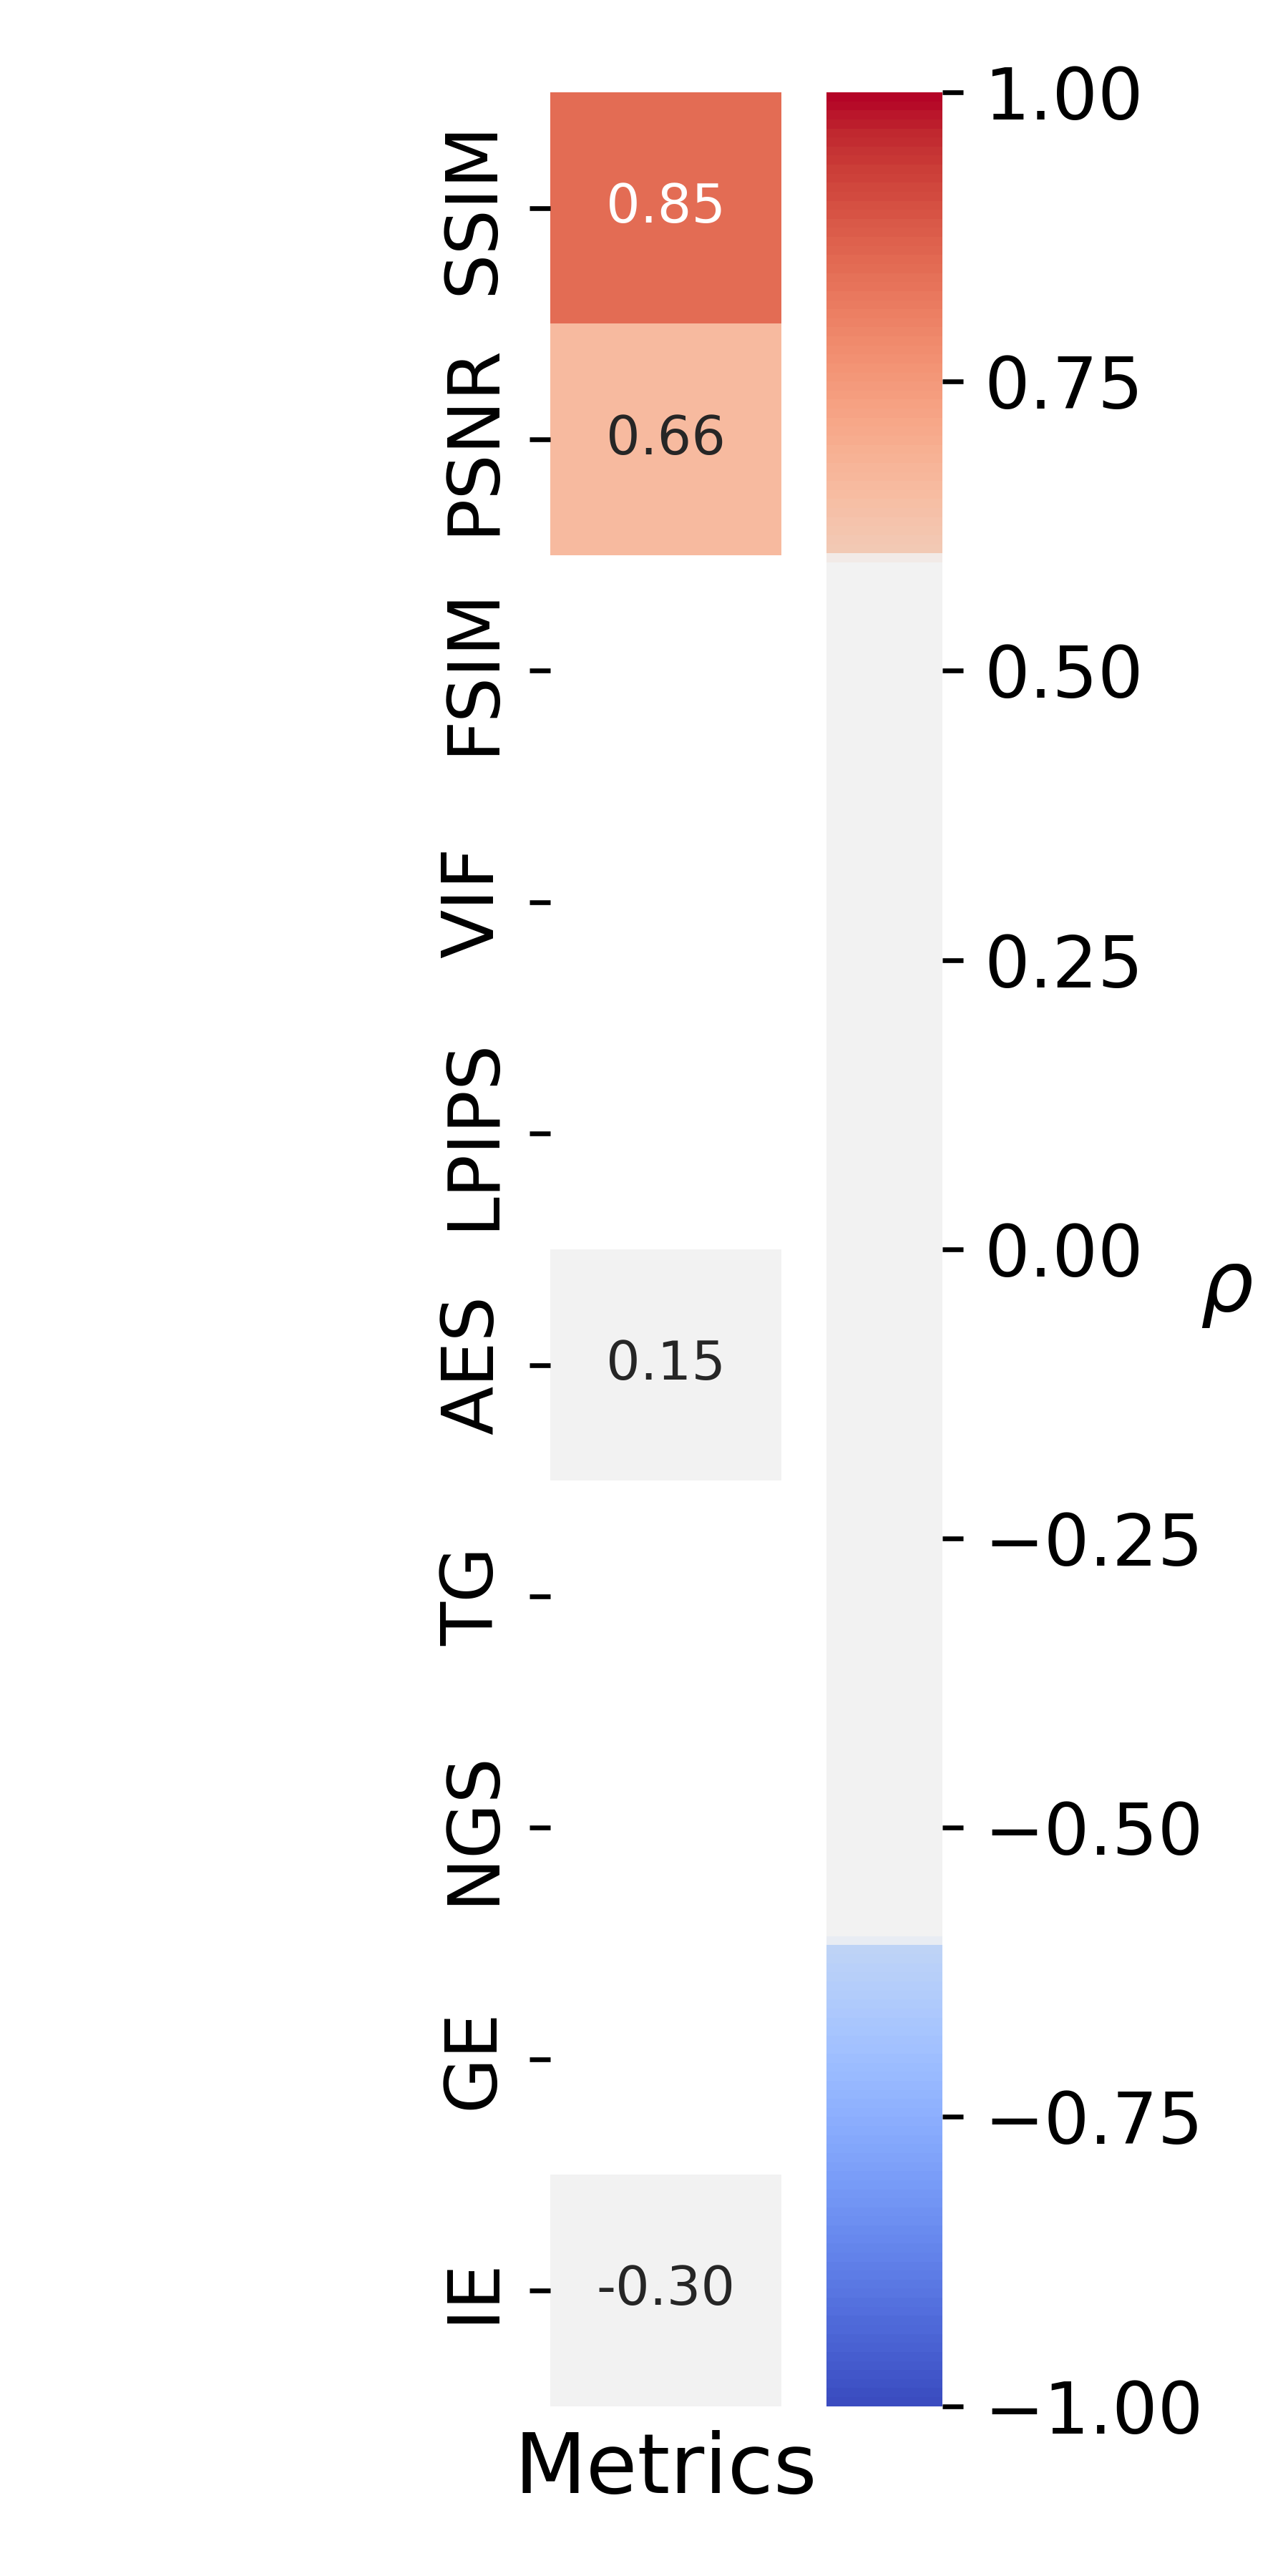 SSIM 0.85
PSNR 0.66
FSIM
VIF
LPIPS
AES 0.15
TG
NGS
GE
IE -0.30
Metrics
1.00
0.75
0.50
0.25
0.00
−0.25
−0.50
−0.75
−1.00
ρ